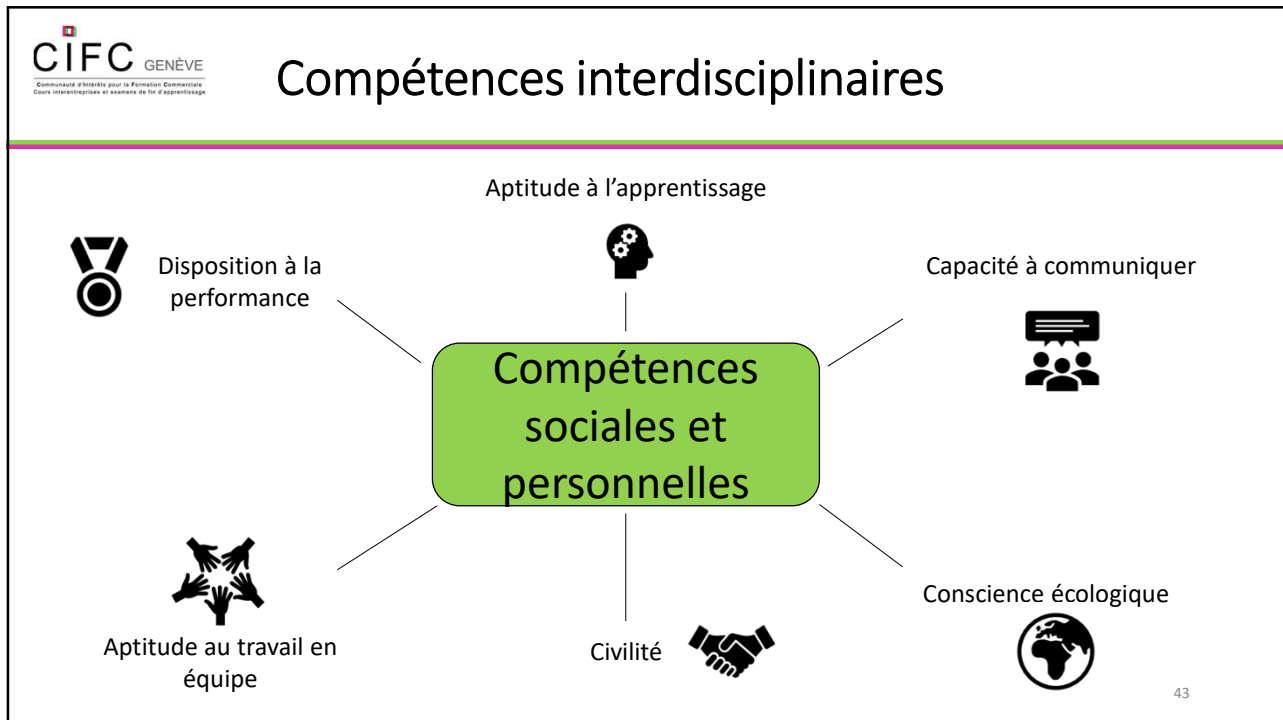 CIFC GENÈVE
Communauté d'Intérêts pour la Formation Commerciale
Cours interentreprises et examens de fin d'apprentissage
Compétences interdisciplinaires
Aptitude à l'apprentissage
Disposition à la
performance
Capacité à communiquer
Compétences
sociales et
personnelles
Aptitude au travail en
équipe
Civilité
Conscience écologique
43